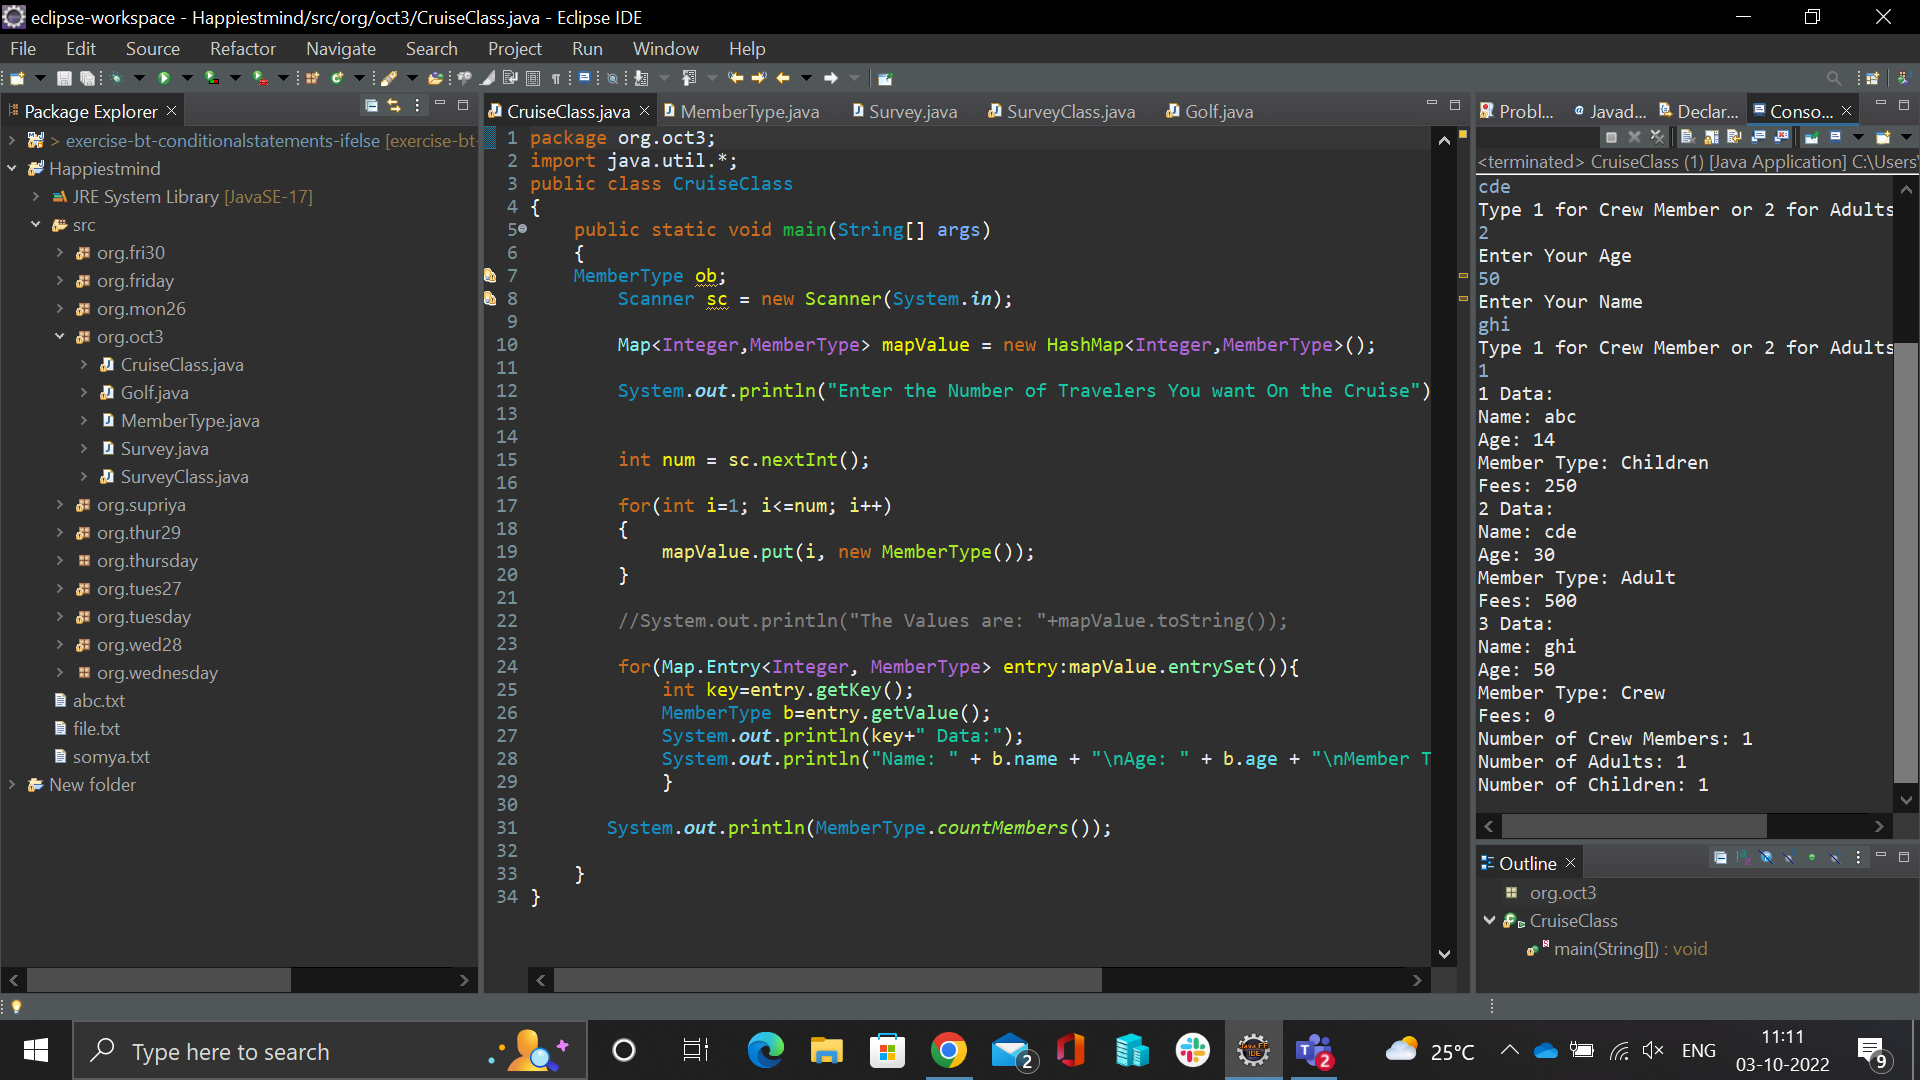 eclipse-workspace - Happiestmind/src/org/oct3/CruiseClass.java - Eclipse IDE
File Edit Source Refactor Navigate Search Project Run Window Help
Package Explorer
> exercise-bt-conditionalstatements-ifelse [exercise-bt-
Happiestmind
JRE System Library [JavaSE-17]
src
org.fri30
org.friday
org.mon26
org.oct3
CruiseClass.java
Golf.java
MemberType.java
Survey.java
SurveyClass.java
org.supriya
org.thur29
org.thursday
org.tues27
org.tuesday
org.wed28
org.wednesday
abc.txt
file.txt
somya.txt
New folder
CruiseClass.java MemberType.java Survey.java SurveyClass.java Golf.java
1 package org.oct3;
2 import java.util.*;
3 public class CruiseClass
4 {
5 public static void main(String[] args)
6 {
7 MemberType ob;
8 Scanner sc = new Scanner(System.in);
9
10 Map<Integer,MemberType> mapValue = new HashMap<Integer,MemberType>();
11
12 System.out.println("Enter the Number of Travelers You want On the Cruise")
13
14
15 int num = sc.nextInt();
16
17 for(int i=1; i<=num; i++)
18 {
19 mapValue.put(i, new MemberType());
20 }
21
22 //System.out.println("The Values are: "+mapValue.toString());
23
24 for(Map.Entry<Integer, MemberType> entry:mapValue.entrySet()){
25 int key=entry.getKey();
26 MemberType b=entry.getValue();
27 System.out.println(key+" Data:");
28 System.out.println("Name: " + b.name + "\nAge: " + b.age + "\nMember T
29 }
30
31 System.out.println(MemberType.countMembers());
32
33 }
34 }
Probl... Javad... Declar... Conso...
<terminated> CruiseClass (1) [Java Application] C:\Users\
cde
Type 1 for Crew Member or 2 for Adults
2
Enter Your Age
50
Enter Your Name
ghi
Type 1 for Crew Member or 2 for Adults
1
1 Data:
Name: abc
Age: 14
Member Type: Children
Fees: 250
2 Data:
Name: cde
Age: 30
Member Type: Adult
Fees: 500
3 Data:
Name: ghi
Age: 50
Member Type: Crew
Fees: 0
Number of Crew Members: 1
Number of Adults: 1
Number of Children: 1
Outline
org.oct3
CruiseClass
main(String[]) : void
Type here to search
2
2
25°C
ENG
11:11
03-10-2022
9